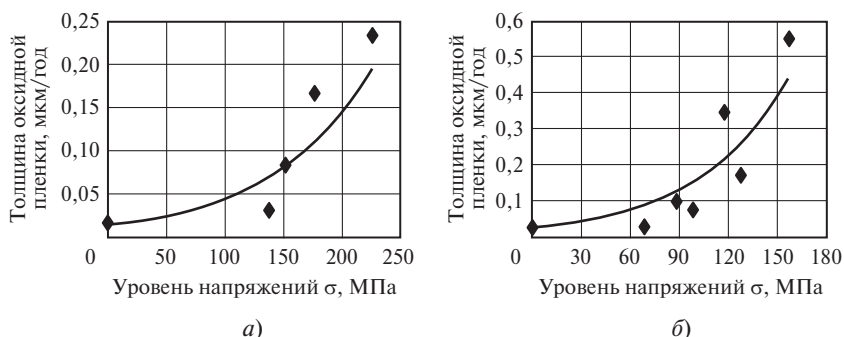 Толщина оксидной
пленки, мкм/год
0,25
0,20
0,15
0,10
0,05
0 50 100 150 200 250
Уровень напряжений σ, МПа
а)
Толщина оксидной
пленки, мкм/год
0,6
0,5
0,4
0,3
0,2
0,1
0 30 60 90 120 150 180
Уровень напряжений σ, МПа
б)